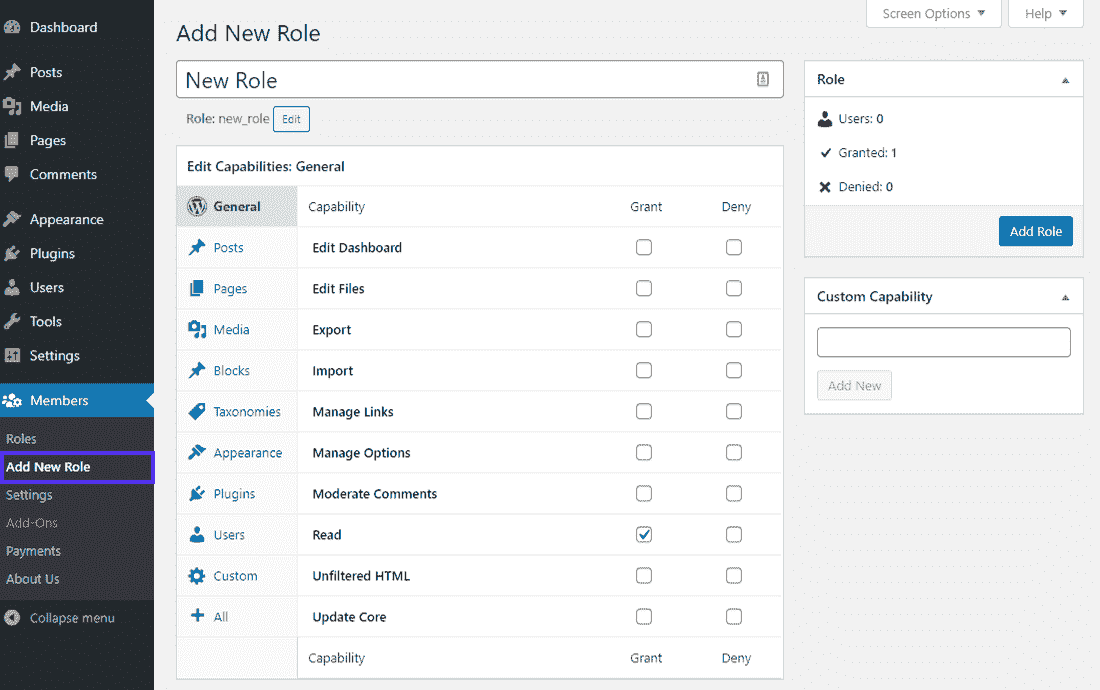 Dashboard
Posts
Media
Pages
Comments
Appearance
Plugins
Users
Tools
Settings
Members
Roles
Add New Role
Settings
Add-Ons
Payments
About Us
Collapse menu
Screen Options
Help
Add New Role
New Role
Role: new_role Edit
Edit Capabilities: General
General
Posts
Pages
Media
Blocks
Taxonomies
Appearance
Plugins
Users
Custom
All
Capability Grant Deny
Edit Dashboard
Edit Files
Export
Import
Manage Links
Manage Options
Moderate Comments
Read
Unfiltered HTML
Update Core
Capability Grant Deny
Role
Users: 0
Granted: 1
Denied: 0
Add Role
Custom Capability
Add New